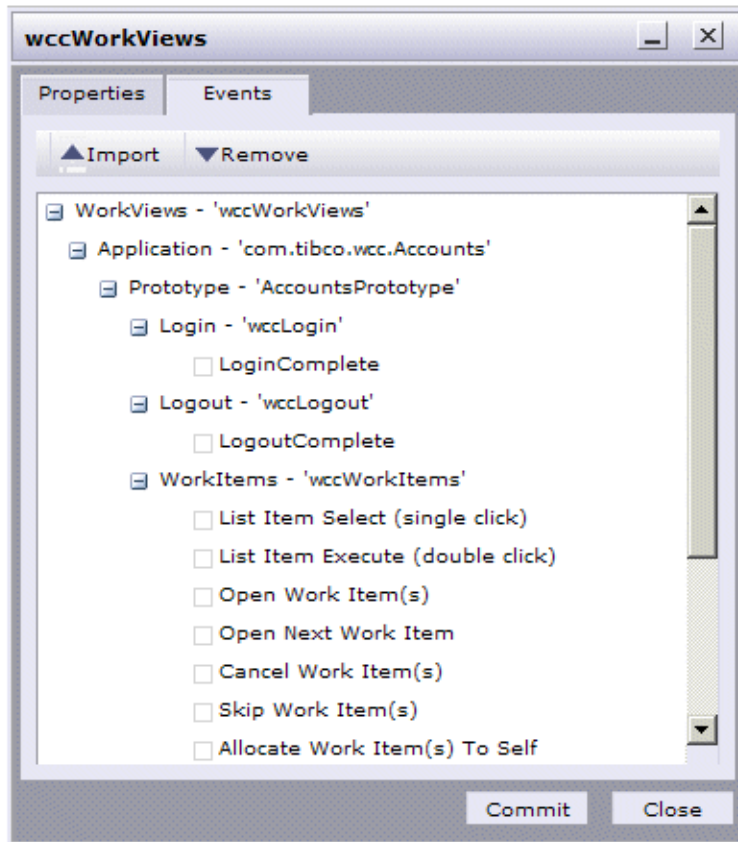 wccWorkViews
Properties Events
Import Remove
WorkViews - 'wccWorkViews'
Application - 'com.tibco.wcc.Accounts'
Prototype - 'AccountsPrototype'
Login - 'wccLogin'
LoginComplete
Logout - 'wccLogout'
LogoutComplete
WorkItems - 'wccWorkItems'
List Item Select (single click)
List Item Execute (double click)
Open Work Item(s)
Open Next Work Item
Cancel Work Item(s)
Skip Work Item(s)
Allocate Work Item(s) To Self
Commit Close